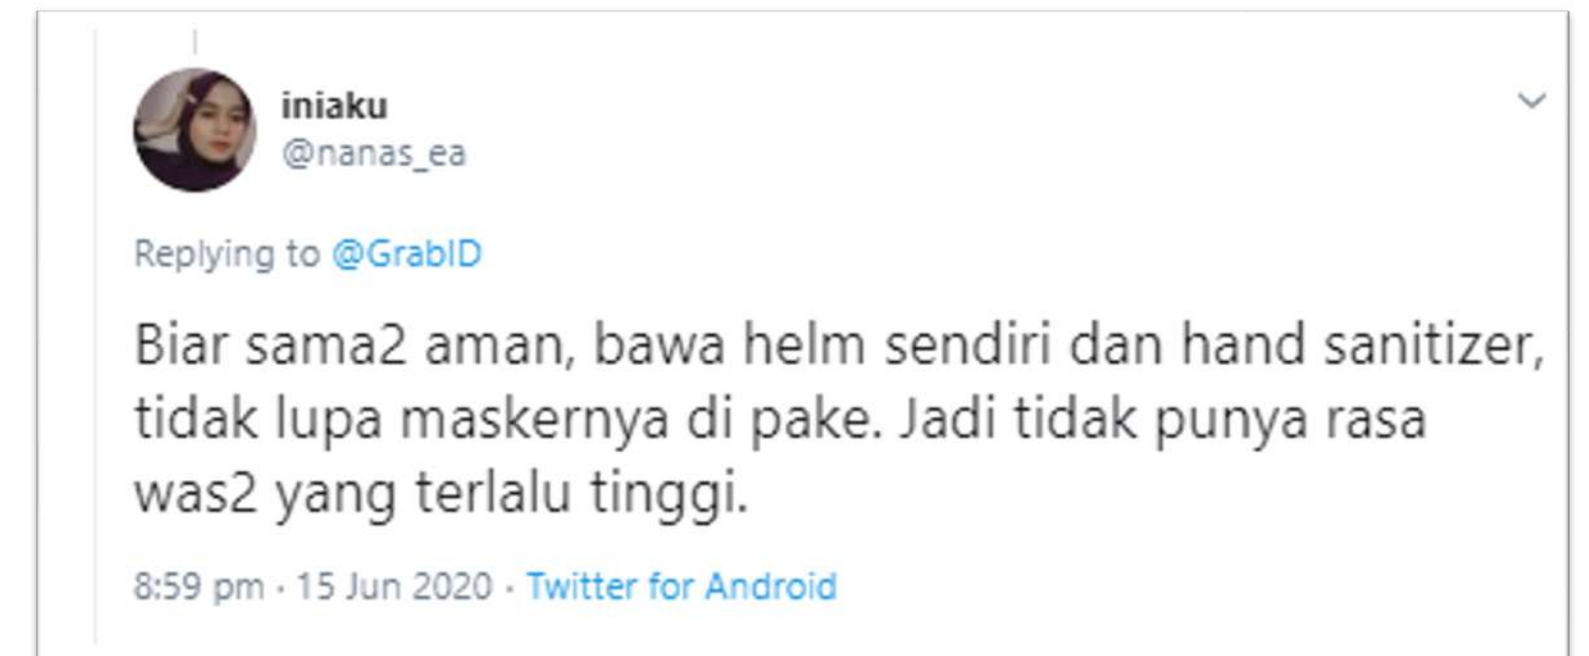 iniaku
@nanas_ea
Replying to @GrabID
Biar sama2 aman, bawa helm sendiri dan hand sanitizer,
tidak lupa maskernya di pake. Jadi tidak punya rasa
was2 yang terlalu tinggi.
8:59 pm · 15 Jun 2020 · Twitter for Android